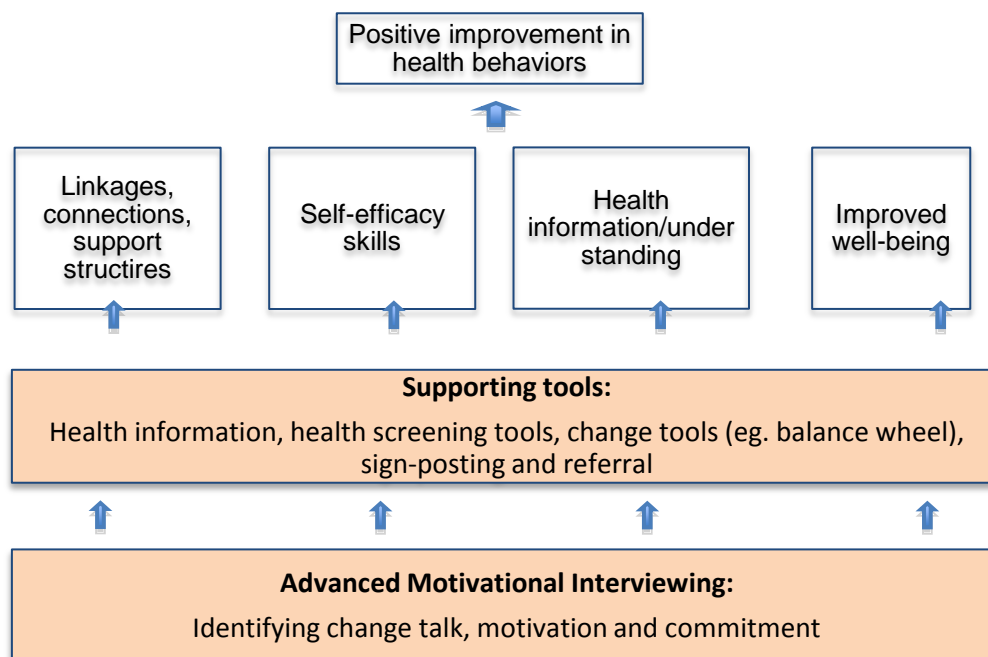 Positive improvement in
health behaviors
Linkages,
connections,
support
structires
Self-efficacy
skills
Health
information/under
standing
Improved
well-being
Supporting tools:
Health information, health screening tools, change tools (eg. balance wheel),
sign-posting and referral
Advanced Motivational Interviewing:
Identifying change talk, motivation and commitment